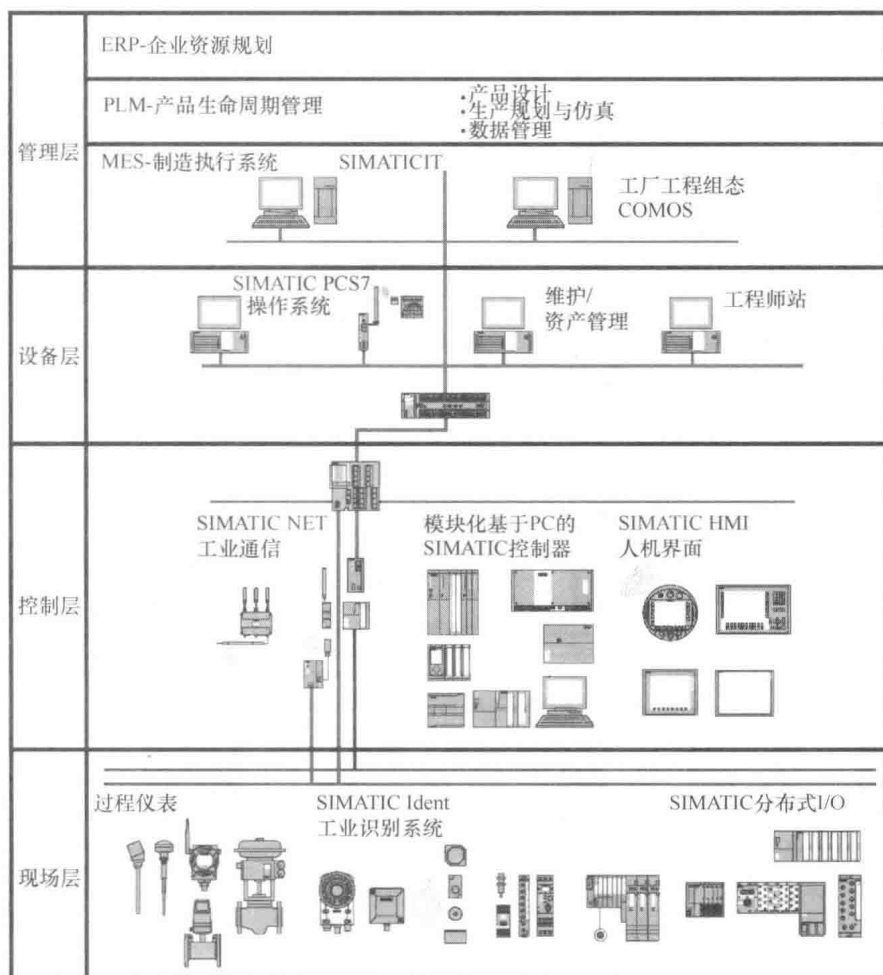 管理层
ERP-企业资源规划
PLM-产品生命周期管理
·产品设计
·生产规划与仿真
·数据管理
MES-制造执行系统
SIMATICIT
工厂工程组态
COMOS
设备层
SIMATIC PCS7
操作系统
维护/
资产管理
工程师站
控制层
SIMATIC NET
工业通信
模块化基于PC的
SIMATIC控制器
SIMATIC HMI
人机界面
现场层
过程仪表
SIMATIC Ident
工业识别系统
SIMATIC分布式I/O